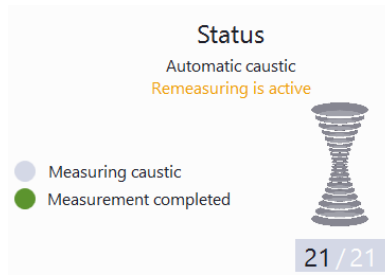 Status
Automatic caustic
Remeasuring is active
Measuring caustic
Measurement completed
21 / 21